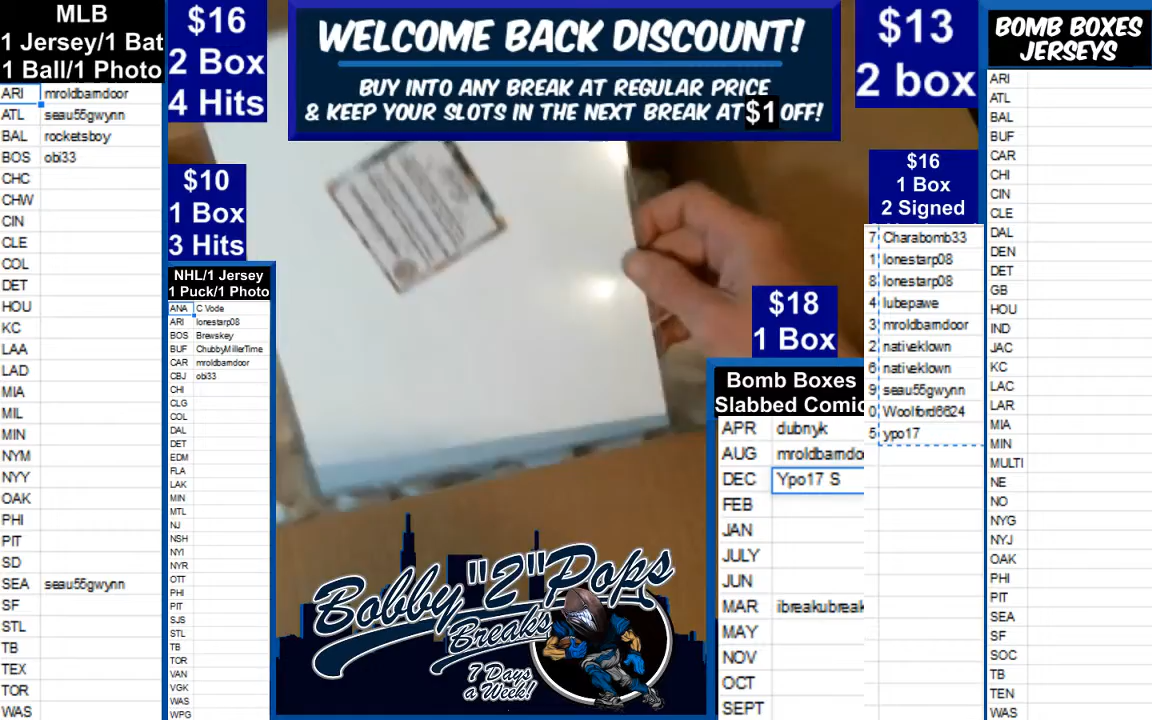 MLB
1 Jersey/1 Bat
1 Ball/1 Photo
ARI mroldbarndoor
ATL seau55gwynn
BAL rocketsboy
BOS obi33
CHC
CHW
CIN
CLE
COL
DET
HOU
KC
LAA
LAD
MIA
MIL
MIN
NYM
NYY
OAK
PHI
PIT
SD
SEA seau55gwynn
SF
STL
TB
TEX
TOR
WAS
$16
2 Box
4 Hits
$10
1 Box
3 Hits
NHL/1 Jersey
1 Puck/1 Photo
ANA C Vode
ARI lonestarp08
BOS Brewskey
BUF ChubbyMillerTime
CAR mroldbarndoor
CBJ obi33
CHI
CLG
COL
DAL
DET
EDM
FLA
LAK
MIN
MTL
NJ
NSH
NYI
NYR
OTT
PHI
PIT
SJS
STL
TB
TOR
VAN
VGK
WAS
WPG
WELCOME BACK DISCOUNT!
BUY INTO ANY BREAK AT REGULAR PRICE
& KEEP YOUR SLOTS IN THE NEXT BREAK AT $1 OFF!
Bobby "2" Pops
Breaks
7 Days
a Week!
$18
1 Box
Bomb Boxes
Slabbed Comic
APR dubnyk
AUG mroldbarndo
DEC Ypo17 S
FEB
JAN
JULY
JUN
MAR ibreakubreak
MAY
NOV
OCT
SEPT
$13
2 box
$16
1 Box
2 Signed
7 Charabomb33
1 lonestarp08
8 lonestarp08
4 lubepawe
3 mroldbarndoor
2 nativeklown
6 nativeklown
9 seau55gwynn
0 Woolford6624
5 ypo17
BOMB BOXES
JERSEYS
ARI
ATL
BAL
BUF
CAR
CHI
CIN
CLE
DAL
DEN
DET
GB
HOU
IND
JAC
KC
LAC
LAR
MIA
MIN
MULTI
NE
NO
NYG
NYJ
OAK
PHI
PIT
SEA
SF
SOC
TB
TEN
WAS